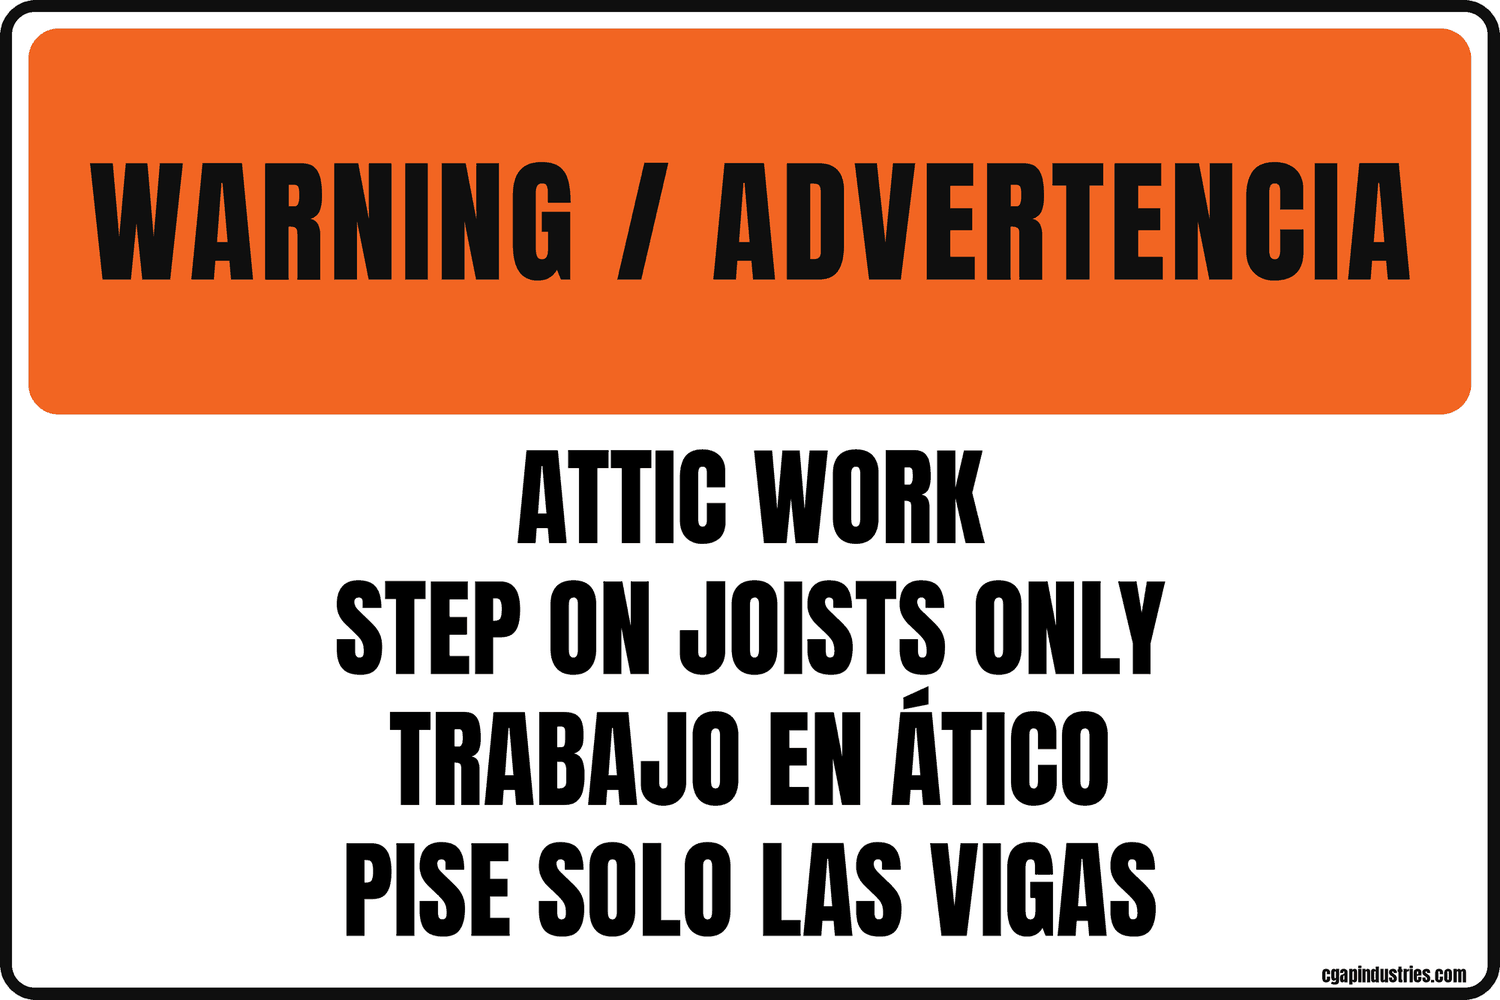 WARNING / ADVERTENCIA
ATTIC WORK
STEP ON JOISTS ONLY
TRABAJO EN ÁTICO
PISE SOLO LAS VIGAS
cgapindustries.com